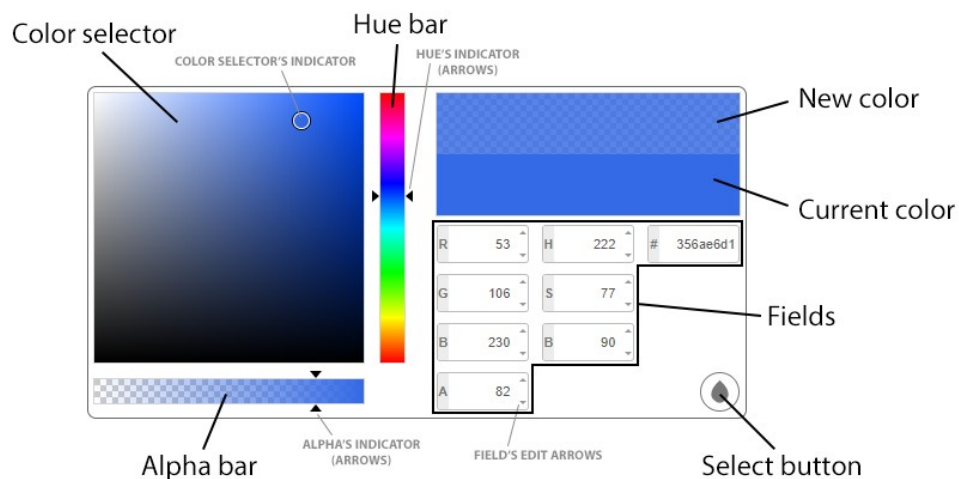 Color selector
Hue bar
COLOR SELECTOR'S INDICATOR
HUE'S INDICATOR
(ARROWS)
New color
Current color
R 53
H 222
# 356ae6d1
G 106
S 77
Fields
B 230
B 90
A 82
ALPHA'S INDICATOR
(ARROWS)
FIELD'S EDIT ARROWS
Alpha bar
Select button